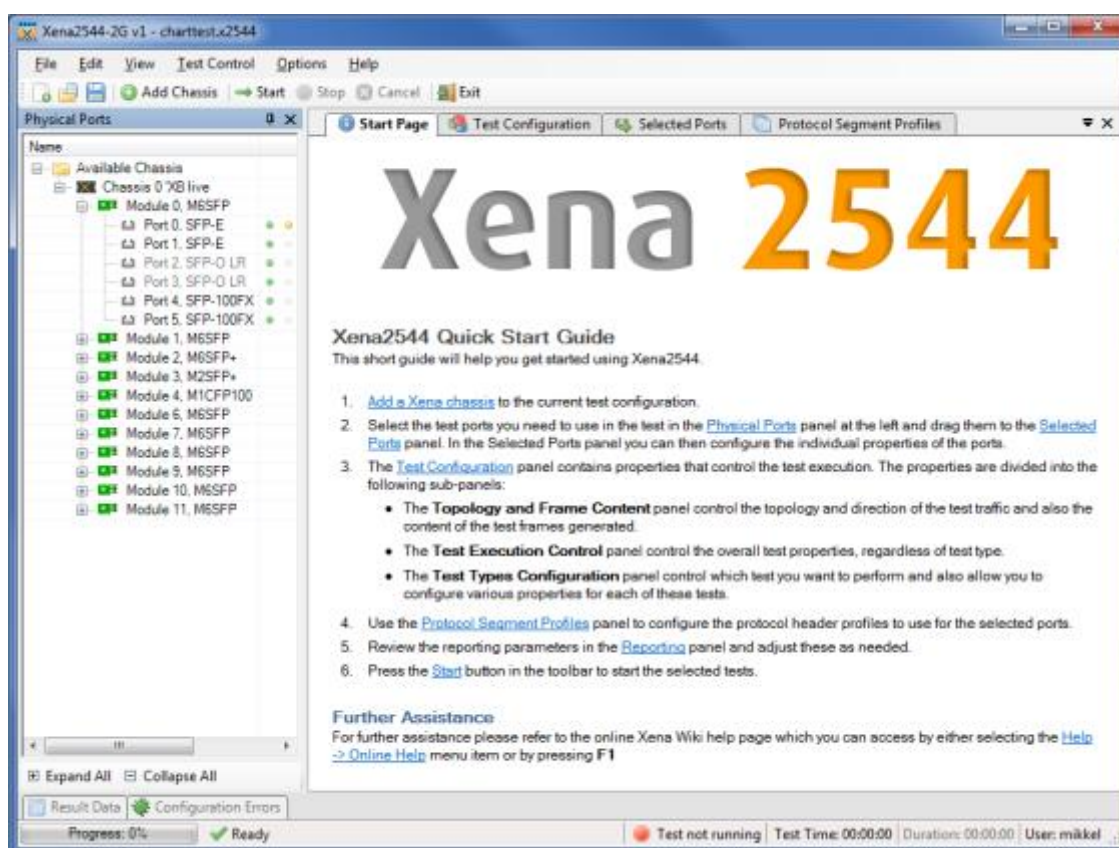 Xena2544-2G v1 - charttest.x2544
File Edit View Test Control Options Help
Add Chassis Start Stop Cancel Exit
Physical Ports
Start Page Test Configuration Selected Ports Protocol Segment Profiles
Name
Available Chassis
Chassis 0 'XB live
Module 0, M6SFP
Port 0, SFP-E
Port 1, SFP-E
Port 2, SFP-O LR
Port 3, SFP-O LR
Port 4, SFP-100FX
Port 5, SFP-100FX
Module 1, M6SFP
Module 2, M6SFP+
Module 3, M2SFP+
Module 4, M1CFP100
Module 6, M6SFP
Module 7, M6SFP
Module 8, M6SFP
Module 9, M6SFP
Module 10, M6SFP
Module 11, M6SFP
Expand All Collapse All
Xena 2544
Xena2544 Quick Start Guide
This short guide will help you get started using Xena2544.
1. Add a Xena chassis to the current test configuration.
2. Select the test ports you need to use in the test in the Physical Ports panel at the left and drag them to the Selected
Ports panel. In the Selected Ports panel you can then configure the individual properties of the ports.
3. The Test Configuration panel contains properties that control the test execution. The properties are divided into the
following sub-panels:
• The Topology and Frame Content panel control the topology and direction of the test traffic and also the
content of the test frames generated.
• The Test Execution Control panel control the overall test properties, regardless of test type.
• The Test Types Configuration panel control which test you want to perform and also allow you to
configure various properties for each of these tests.
4. Use the Protocol Segment Profiles panel to configure the protocol header profiles to use for the selected ports.
5. Review the reporting parameters in the Reporting panel and adjust these as needed.
6. Press the Start button in the toolbar to start the selected tests.
Further Assistance
For further assistance please refer to the online Xena Wiki help page which you can access by either selecting the Help
-> Online Help menu item or by pressing F1
Result Data Configuration Errors
Progress: 0% Ready Test not running Test Time: 00:00:00 Duration: 00:00:00 User: mikkel